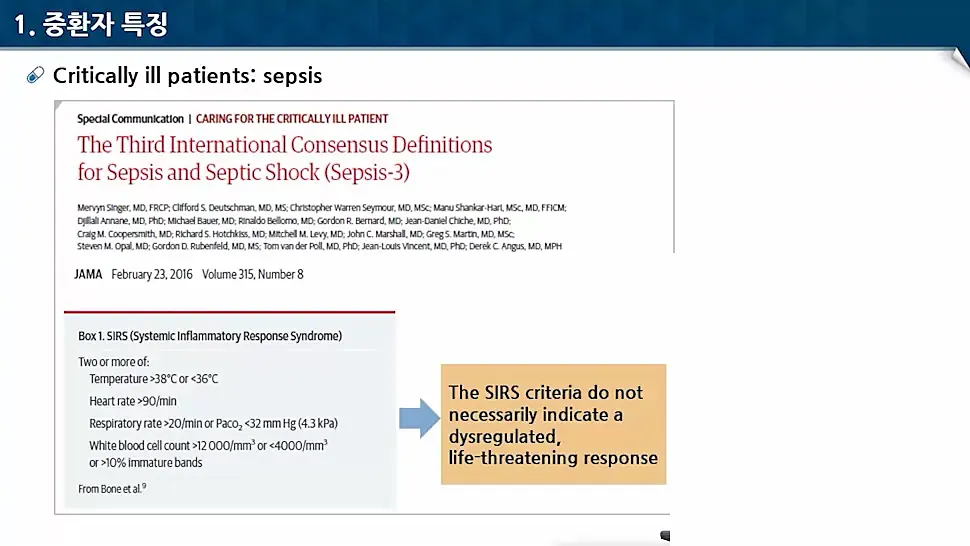 1. 중환자 특징
Critically ill patients: sepsis
Special Communication | CARING FOR THE CRITICALLY ILL PATIENT
The Third International Consensus Definitions
for Sepsis and Septic Shock (Sepsis-3)
Mervyn Singer, MD, FRCP; Clifford S. Deutschman, MD, MS; Christopher Warren Seymour, MD, MSc; Manu Shankar-Hari, MSc, MD, FFICM;
Djillali Annane, MD, PhD; Michael Bauer, MD; Rinaldo Bellomo, MD; Gordon R. Bernard, MD; Jean-Daniel Chiche, MD, PhD;
Craig M. Coopersmith, MD; Richard S. Hotchkiss, MD; Mitchell M. Levy, MD; John C. Marshall, MD; Greg S. Martin, MD, MSc;
Steven M. Opal, MD; Gordon D. Rubenfeld, MD, MS; Tom van der Poll, MD, PhD; Jean-Louis Vincent, MD, PhD; Derek C. Angus, MD, MPH
JAMA February 23, 2016 Volume 315, Number 8
Box 1. SIRS (Systemic Inflammatory Response Syndrome)
Two or more of:
Temperature >38°C or <36°C
Heart rate >90/min
Respiratory rate >20/min or Paco₂ <32 mm Hg (4.3 kPa)
White blood cell count >12 000/mm³ or <4000/mm³
or >10% immature bands
From Bone et al.⁹
The SIRS criteria do not
necessarily indicate a
dysregulated,
life-threatening response